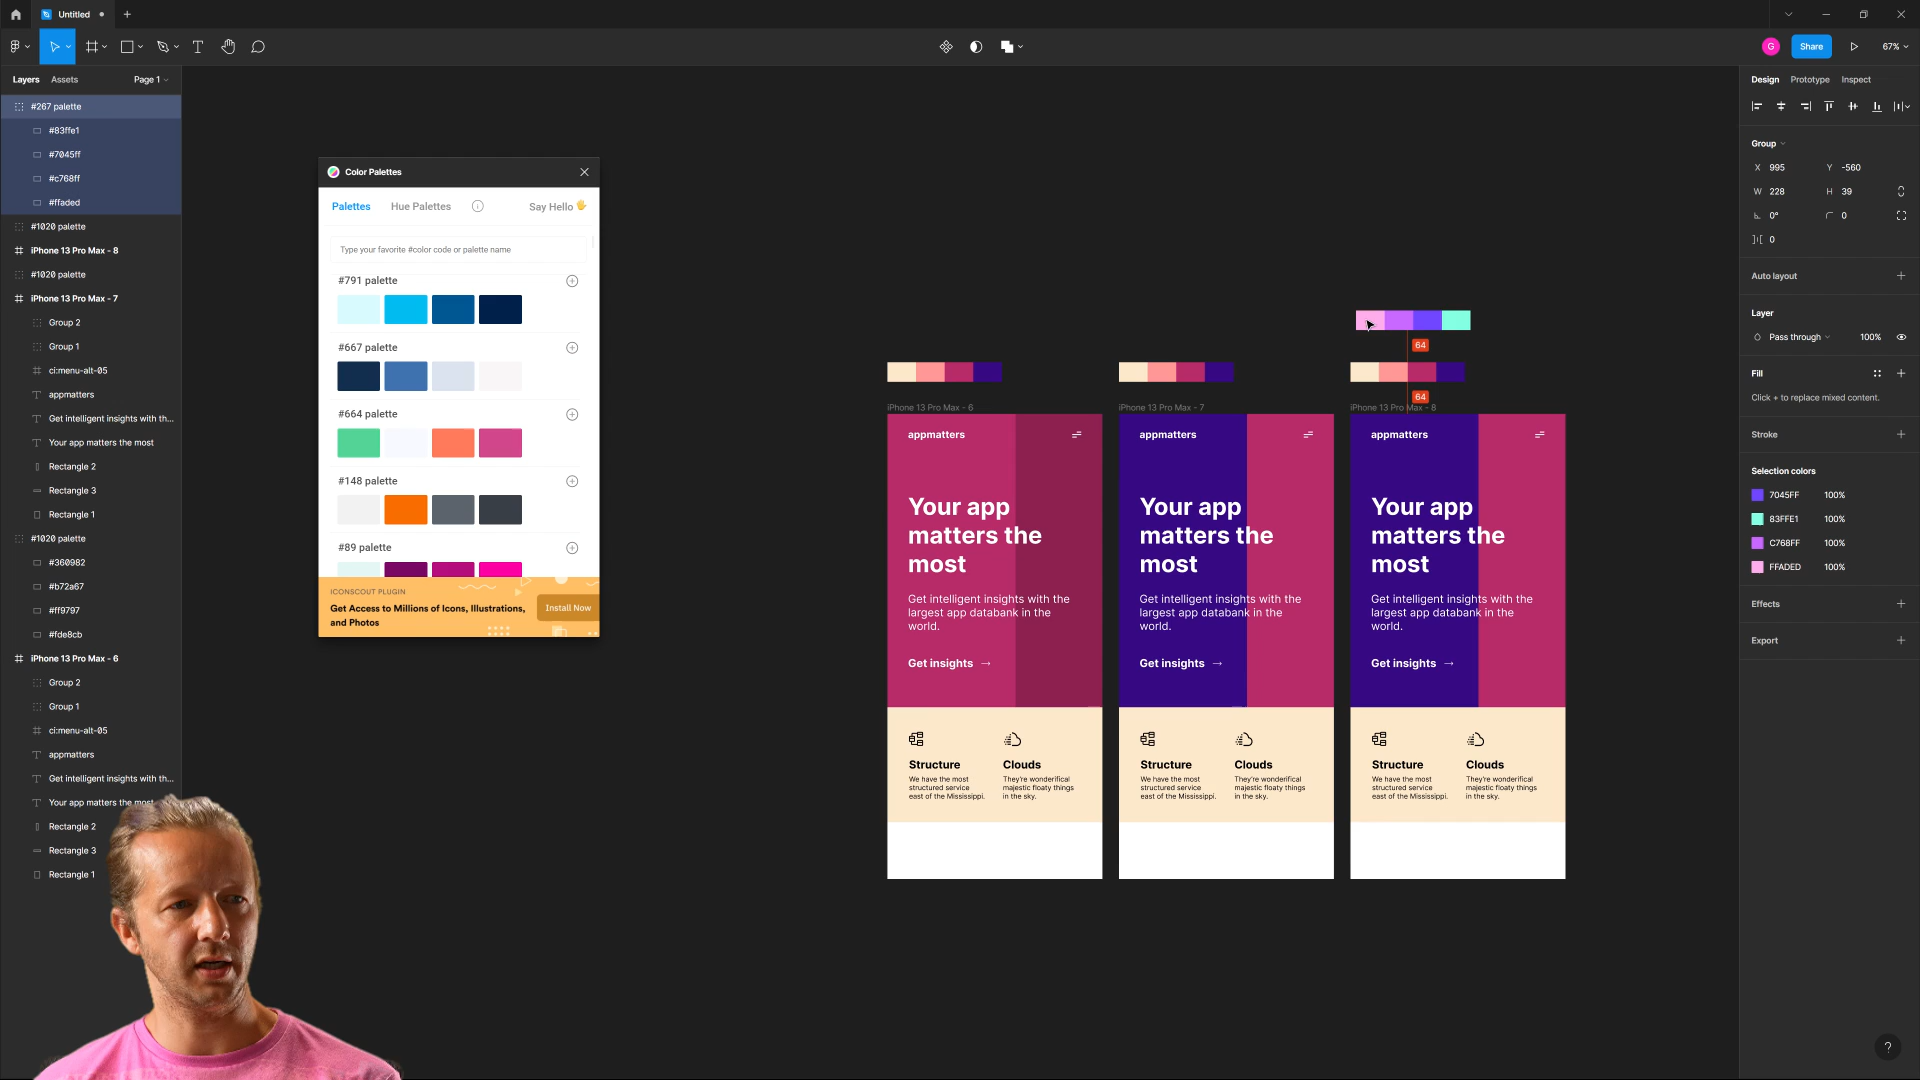 Untitled
G
Share
67%
Layers
Assets
Page 1
#267 palette
#83ffe1
#7045ff
#c768ff
#ffaded
#1020 palette
iPhone 13 Pro Max - 8
#1020 palette
iPhone 13 Pro Max - 7
Group 2
Group 1
ci:menu-alt-05
appmatters
Get intelligent insights with th...
Your app matters the most
Rectangle 2
Rectangle 3
Rectangle 1
#1020 palette
#360982
#b72a67
#ff9797
#fde8cb
iPhone 13 Pro Max - 6
Group 2
Group 1
ci:menu-alt-05
appmatters
Get intelligent insights with th...
Your app matters the most
Rectangle 2
Rectangle 3
Rectangle 1
Color Palettes
Palettes
Hue Palettes
Say Hello
Type your favorite #color code or palette name
#791 palette
#667 palette
#664 palette
#148 palette
#89 palette
ICONSCOUT PLUGIN
Get Access to Millions of Icons, Illustrations,
and Photos
Install Now
64
64
iPhone 13 Pro Max - 6
appmatters
Your app
matters the
most
Get intelligent insights with the
largest app databank in the
world.
Get insights →
Structure
We have the most
structured service
east of the Mississippi.
Clouds
They're wonderifical
majestic floaty things
in the sky.
iPhone 13 Pro Max - 7
appmatters
Your app
matters the
most
Get intelligent insights with the
largest app databank in the
world.
Get insights →
Structure
We have the most
structured service
east of the Mississippi.
Clouds
They're wonderifical
majestic floaty things
in the sky.
iPhone 13 Pro Max - 8
appmatters
Your app
matters the
most
Get intelligent insights with the
largest app databank in the
world.
Get insights →
Structure
We have the most
structured service
east of the Mississippi.
Clouds
They're wonderifical
majestic floaty things
in the sky.
Design
Prototype
Inspect
Group
X 995
Y -560
W 228
H 39
0°
0
0
Auto layout
Layer
Pass through
100%
Fill
Click + to replace mixed content.
Stroke
Selection colors
7045FF 100%
83FFE1 100%
C768FF 100%
FFADED 100%
Effects
Export
?